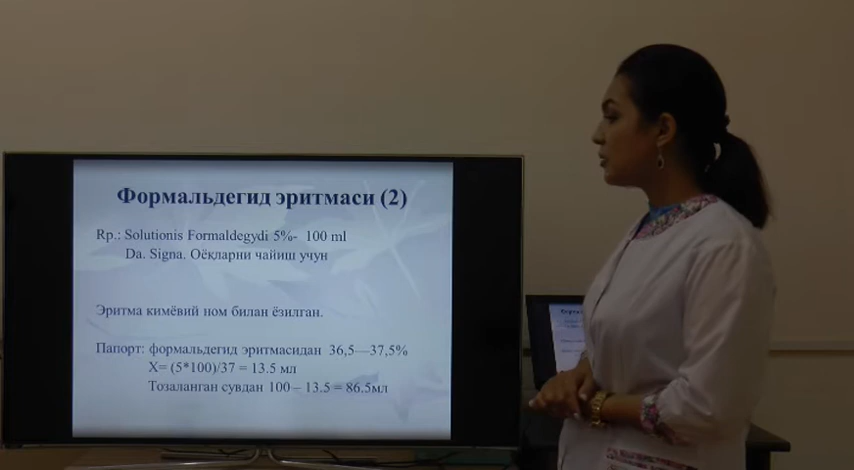 Формальдегид эритмаси (2)
Rp.: Solutionis Formaldegydi 5%- 100 ml
Da. Signa. Оёқларни чайиш учун
Эритма кимёвий ном билан ёзилган.
Папорт: формальдегид эритмасидан 36,5—37,5%
X= (5*100)/37 = 13.5 мл
Тозаланган сувдан 100 – 13.5 = 86.5мл